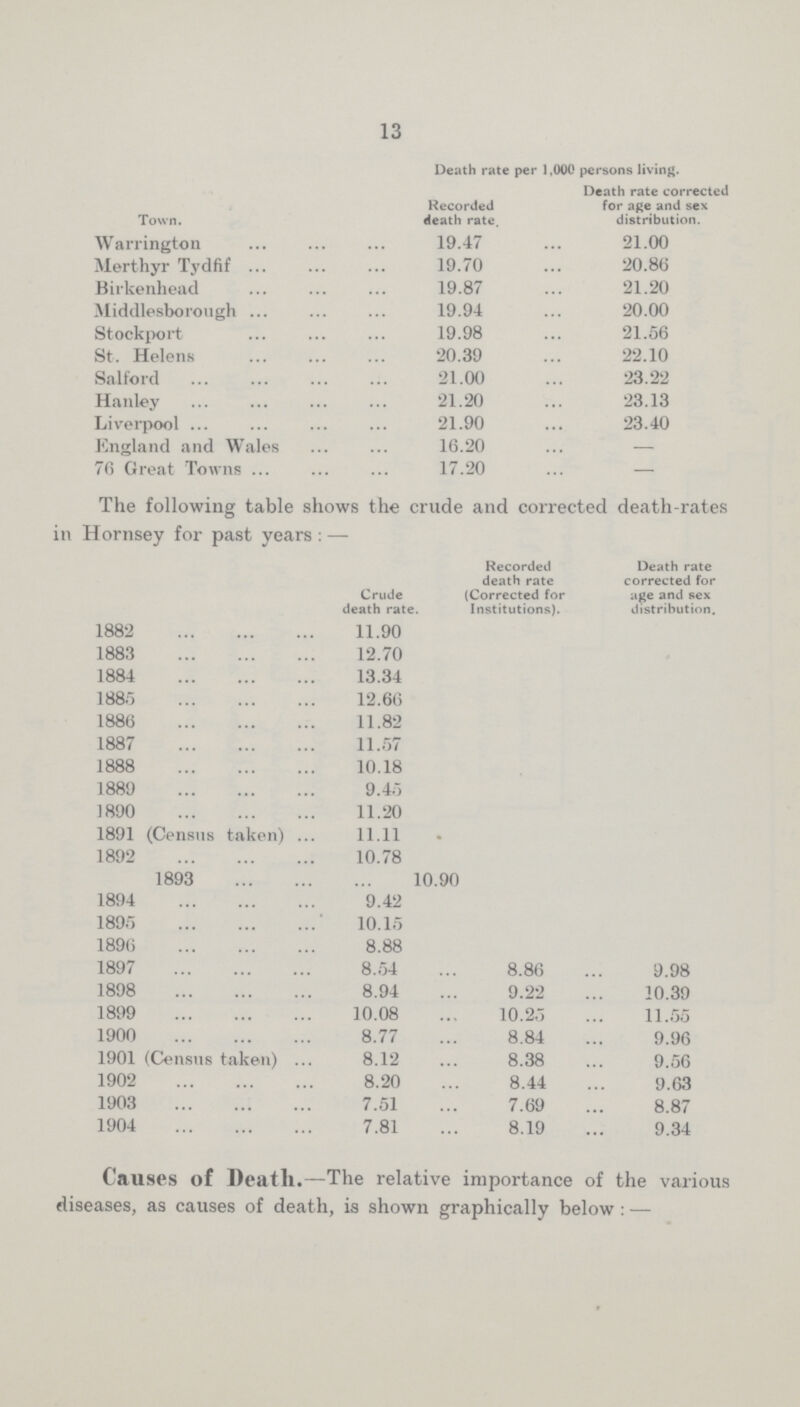 13
Death rate per 1,000 persons living.
Town. Recorded death rate. Death rate corrected for age and sex distribution.
Warrington ... ... ... 19.47 ... 21.00
Merthyr Tydfif ... ... ... 19.70 ... 20.86
Birkenhead ... ... ... 19.87 ... 21.20
Middlesborough ... ... ... 19.94 ... 20.00
Stockport ... ... ... 19.98 ... 21.56
St. Helens ... ... ... 20.39 ... 22.10
Salford ... ... ... ... 21.00 ... 23.22
Hanley ... ... ... ... 21.20 ... 23.13
Liverpool ... ... ... ... 21.90 ... 23.40
England and Wales ... ... 16.20 ... —
76 Great Towns ... ... ... 17.20 ... —
The following table shows the crude and corrected death-rates
in Hornsey for past years : —
Crude death rate. Recorded death rate (Corrected for Institutions). Death rate corrected for age and sex distribution.
1882 ... ... ... 11.90
1883 ... ... ... 12.70
1884 ... ... ... 13.34
1885 ... ... ... 12.66
1886 ... ... ... 11.82
1887 ... ... ... 11.57
1888 ... ... ... 10.18
1889 ... ... ... 9.45
1890 ... ... ... 11.20
1891 (Census taken) ... 11.11
1892 ... ... ... 10.78
1893 ... ... ... 10.90
1894 ... ... ... 9.42
1895 ... ... ... 10.15
1896 ... ... ... 8.88
1897 ... ... ... 8.54 ... 8.86 ... 9.98
1898 ... ... ... 8.94 ... 9.22 ... 10.39
1899 ... ... ... 10.08 ... 10.25 ... 11.55
1900 ... ... ... 8.77 ... 8.84 ... 9.96
1901 (Census taken) ... 8.12 ... 8.38 ... 9.56
1902 ... ... ... 8.20 ... 8.44 ... 9.63
1903 ... ... ... 7.51 ... 7.69 ... 8.87
1904 ... ... ... 7.81 ... 8.19 ... 9.34
Causes of Death.—The relative importance of the various
diseases, as causes of death, is shown graphically below : —